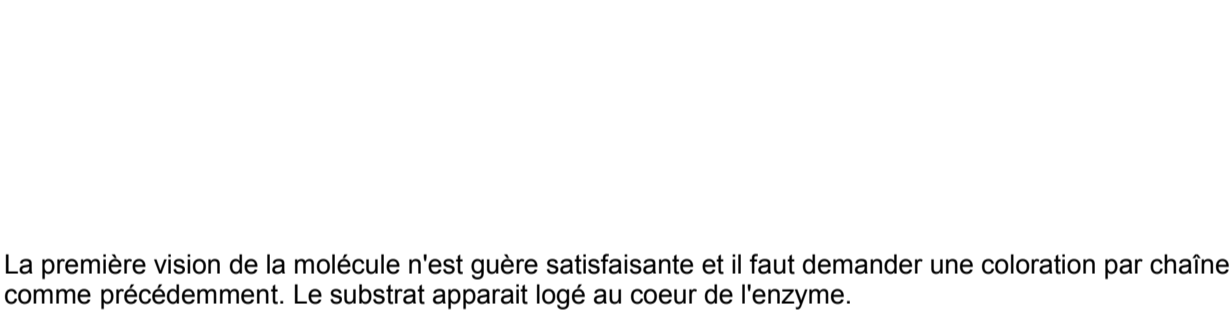 La première vision de la molécule n'est guère satisfaisante et il faut demander une coloration par chaîne
comme précédemment. Le substrat apparait logé au coeur de l'enzyme.